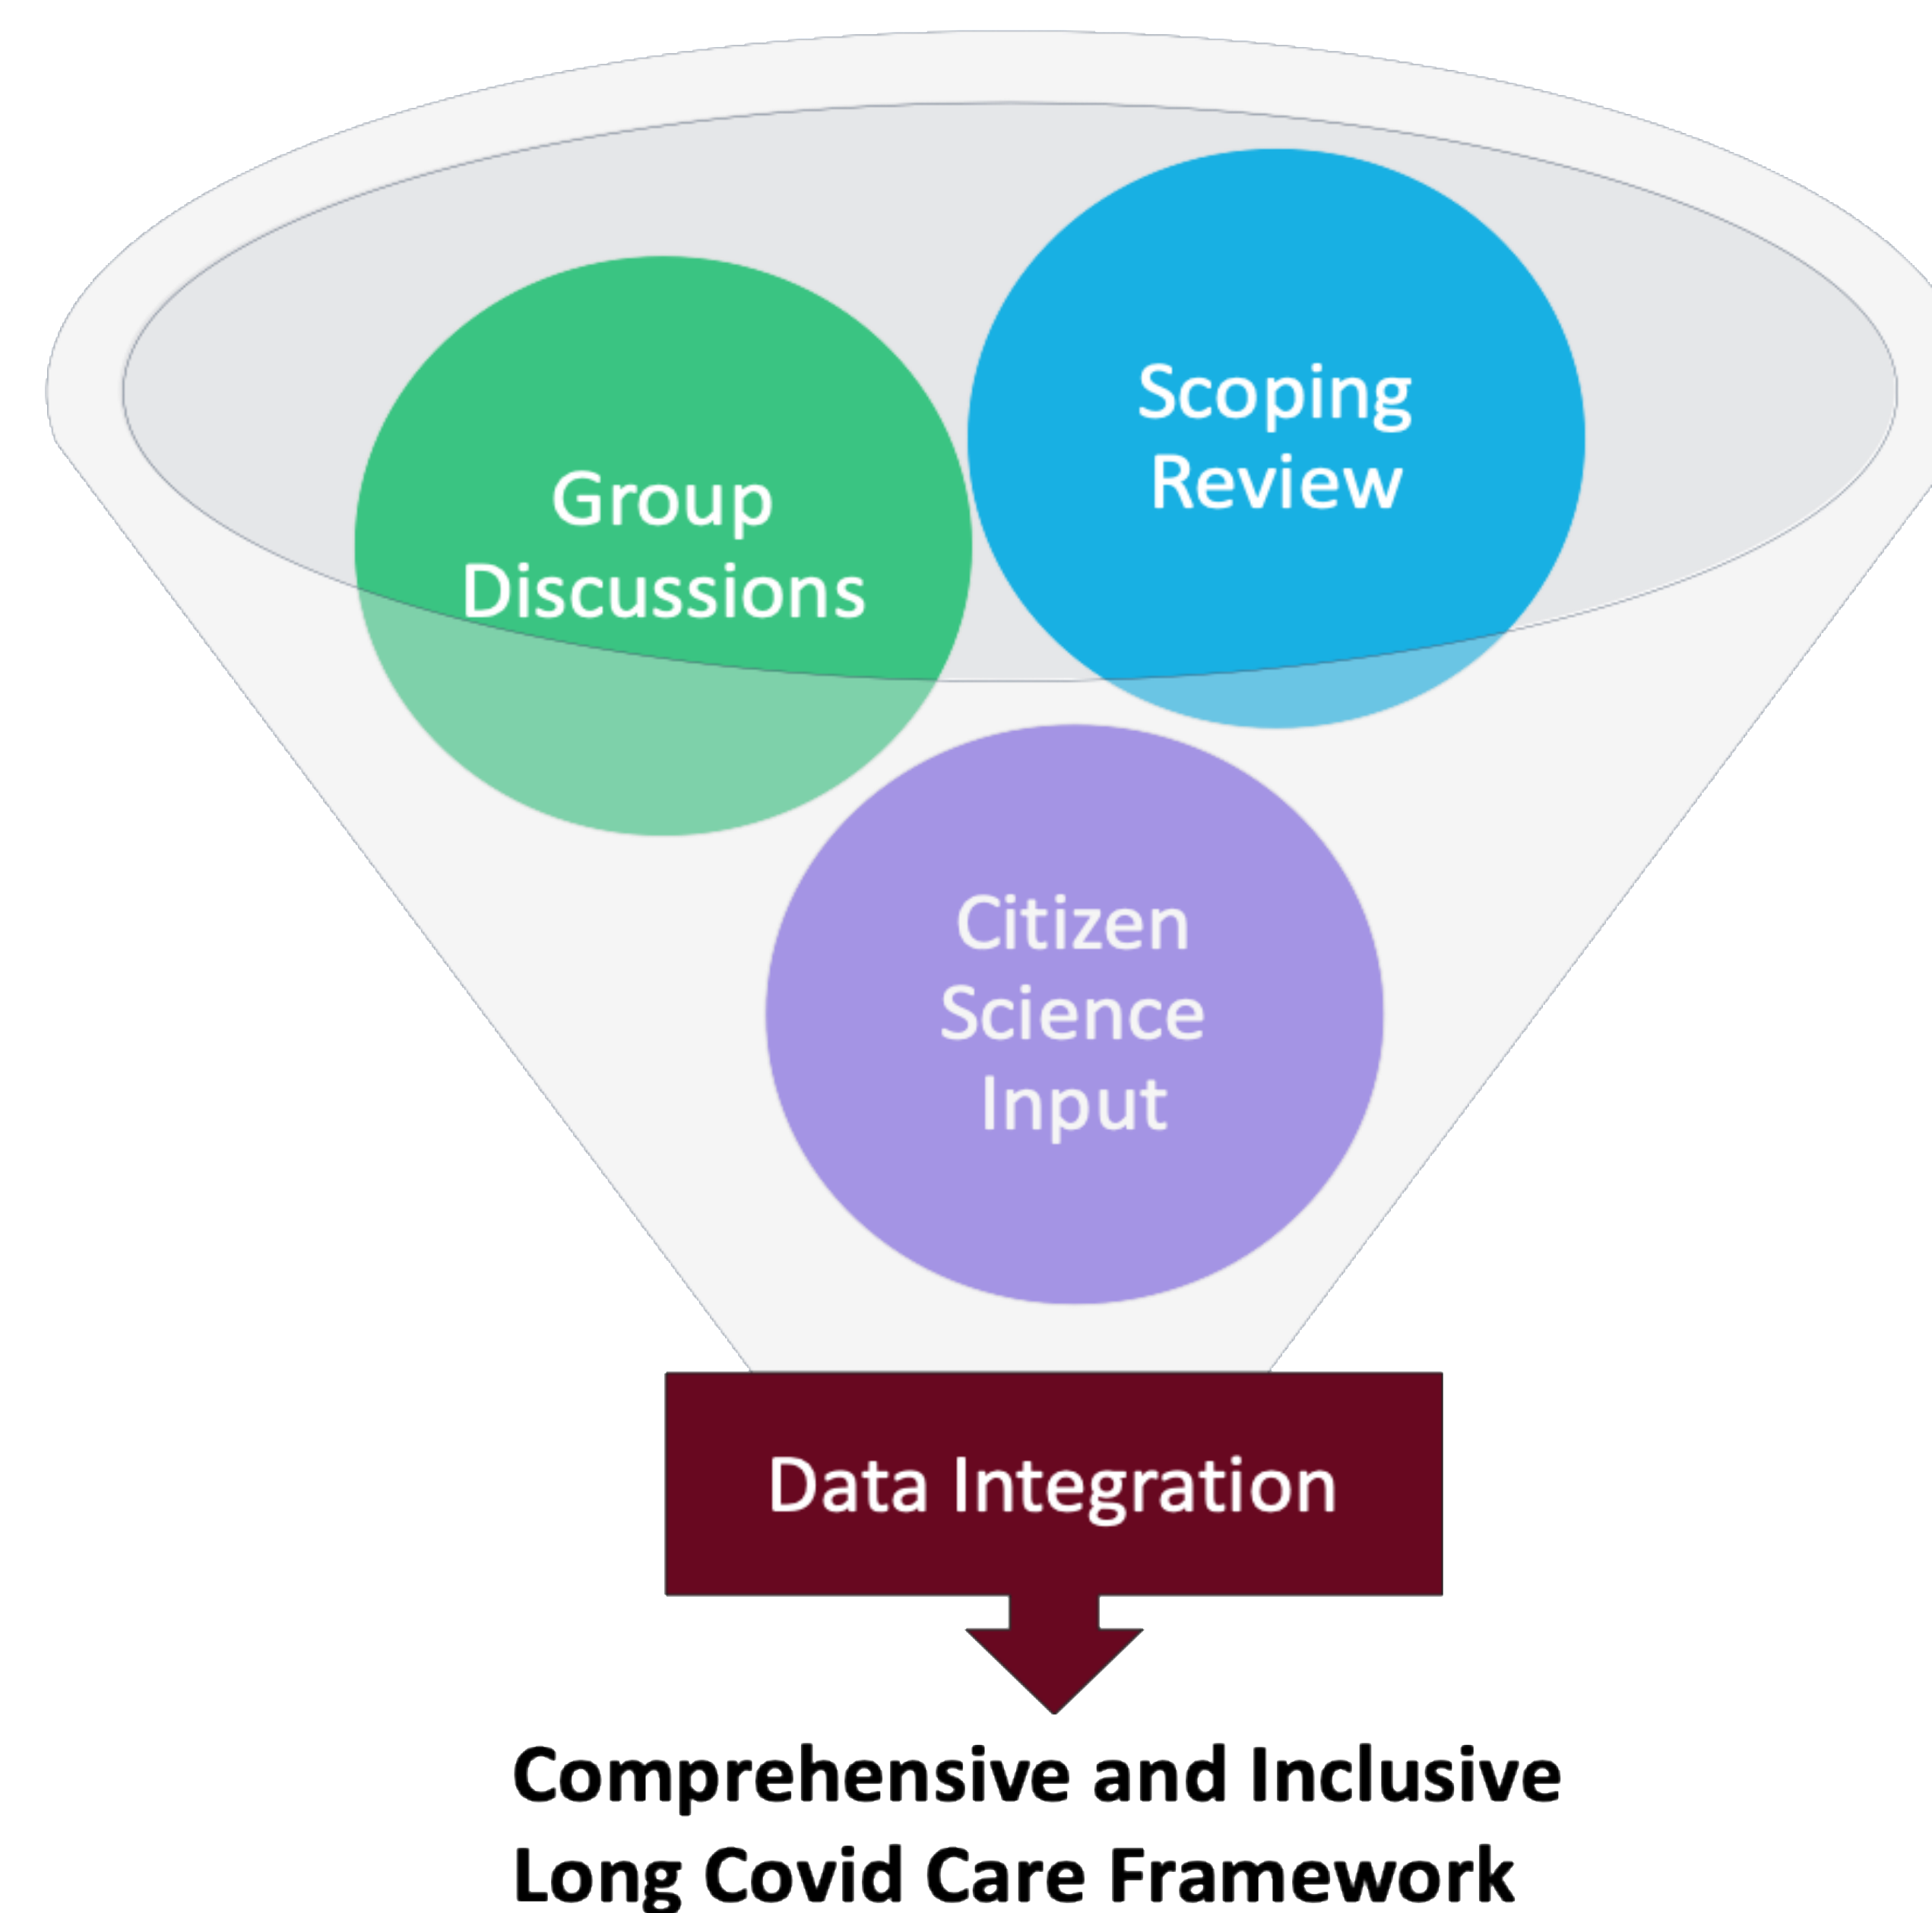 Scoping
Review
Group
Discussions
Citizen
Science
Input
Data Integration
Comprehensive and Inclusive
Long Covid Care Framework